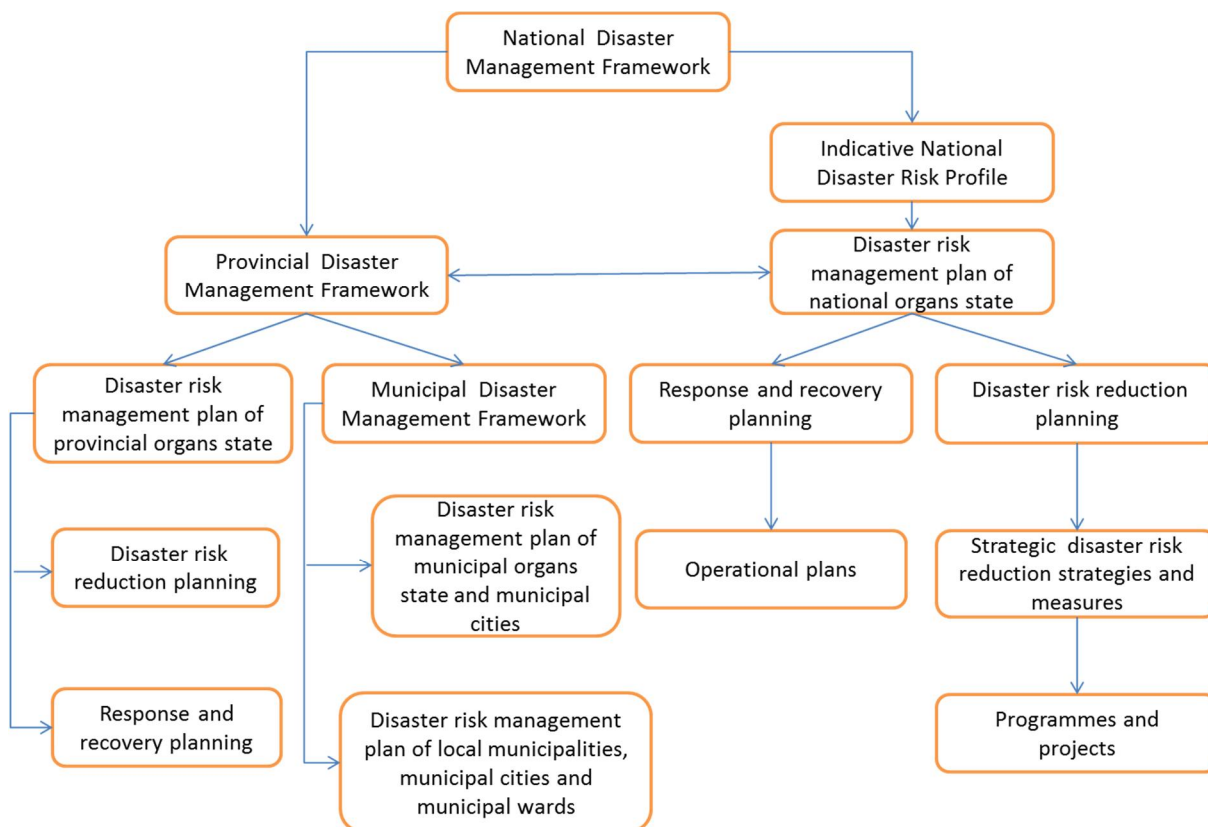 National Disaster
Management Framework
Indicative National
Disaster Risk Profile
Provincial Disaster
Management Framework
Disaster risk
management plan of
national organs state
Disaster risk
management plan of
provincial organs state
Municipal Disaster
Management Framework
Response and recovery
planning
Disaster risk reduction
planning
Disaster risk
reduction planning
Disaster risk
management plan of
municipal organs
state and municipal
cities
Operational plans
Strategic disaster risk
reduction strategies and
measures
Response and
recovery planning
Disaster risk management
plan of local municipalities,
municipal cities and
municipal wards
Programmes and
projects